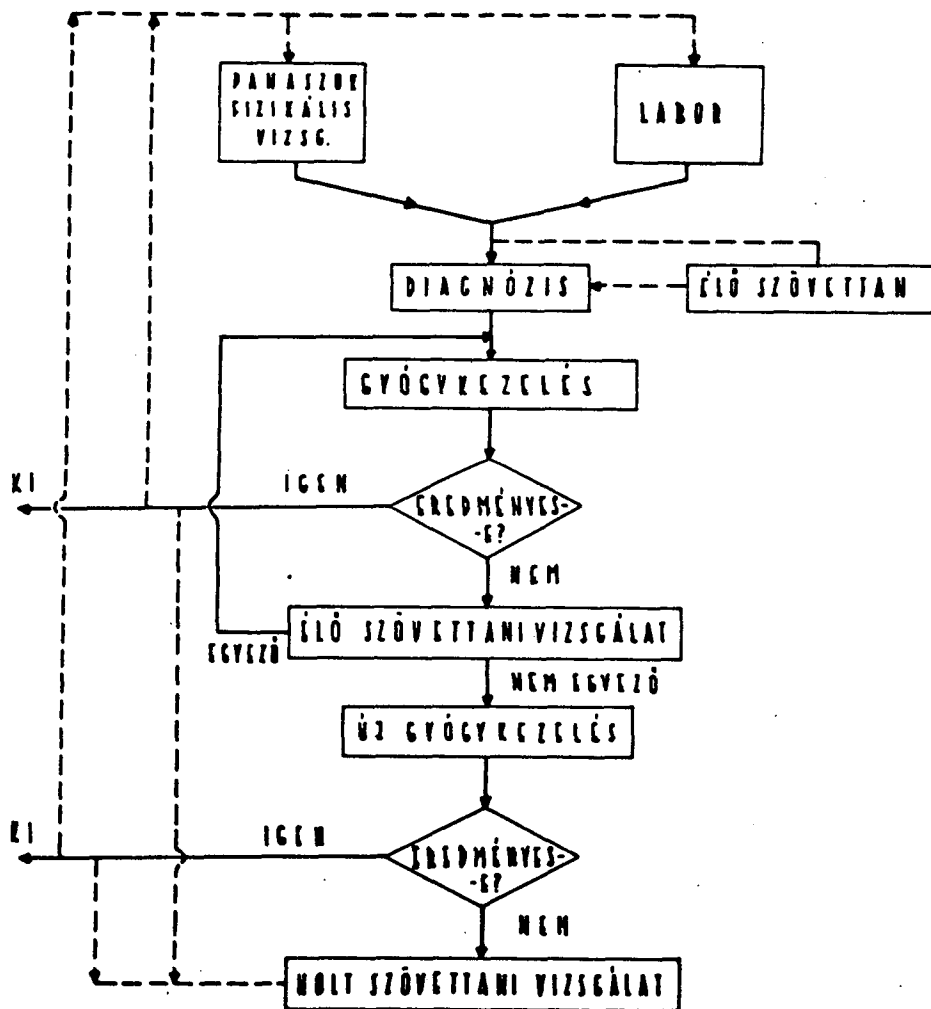 PANASZOK
FIZIKÁLIS
VIZSG.
LABOR
DIAGNÓZIS
ÉLŐ SZÖVETTAN
GYÓGYKEZELÉS
KI
IGEN
EREDMÉNYES-
-E?
NEM
ÉLŐ SZÖVETTANI VIZSGÁLAT
EGYEZŐ
NEM EGYEZŐ
ÚJ GYÓGYKEZELÉS
KI
IGEN
EREDMÉNYES-
-E?
NEM
HOLT SZÖVETTANI VIZSGÁLAT